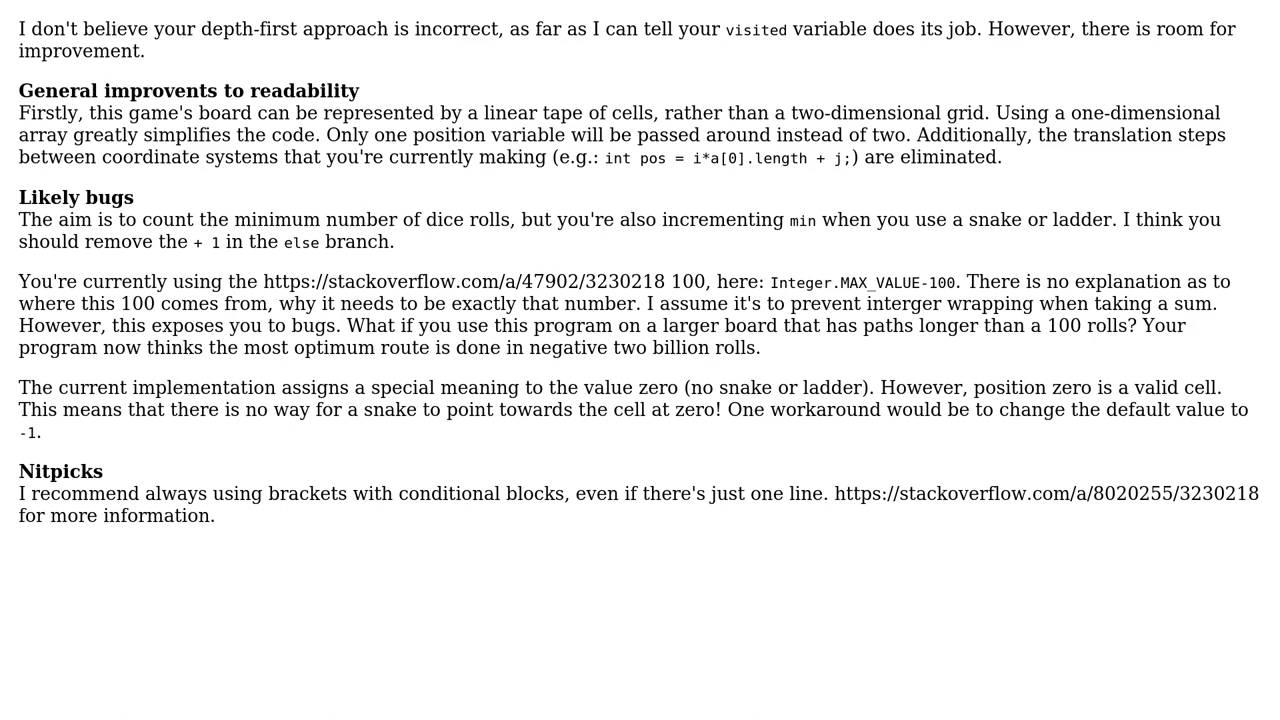 I don't believe your depth-first approach is incorrect, as far as I can tell your visited variable does its job. However, there is room for
improvement.
General improvents to readability
Firstly, this game's board can be represented by a linear tape of cells, rather than a two-dimensional grid. Using a one-dimensional
array greatly simplifies the code. Only one position variable will be passed around instead of two. Additionally, the translation steps
between coordinate systems that you're currently making (e.g.: int pos = i*a[0].length + j;) are eliminated.
Likely bugs
The aim is to count the minimum number of dice rolls, but you're also incrementing min when you use a snake or ladder. I think you
should remove the + 1 in the else branch.
You're currently using the https://stackoverflow.com/a/47902/3230218 100, here: Integer.MAX_VALUE-100. There is no explanation as to
where this 100 comes from, why it needs to be exactly that number. I assume it's to prevent interger wrapping when taking a sum.
However, this exposes you to bugs. What if you use this program on a larger board that has paths longer than a 100 rolls? Your
program now thinks the most optimum route is done in negative two billion rolls.
The current implementation assigns a special meaning to the value zero (no snake or ladder). However, position zero is a valid cell.
This means that there is no way for a snake to point towards the cell at zero! One workaround would be to change the default value to
-1.
Nitpicks
I recommend always using brackets with conditional blocks, even if there's just one line. https://stackoverflow.com/a/8020255/3230218
for more information.